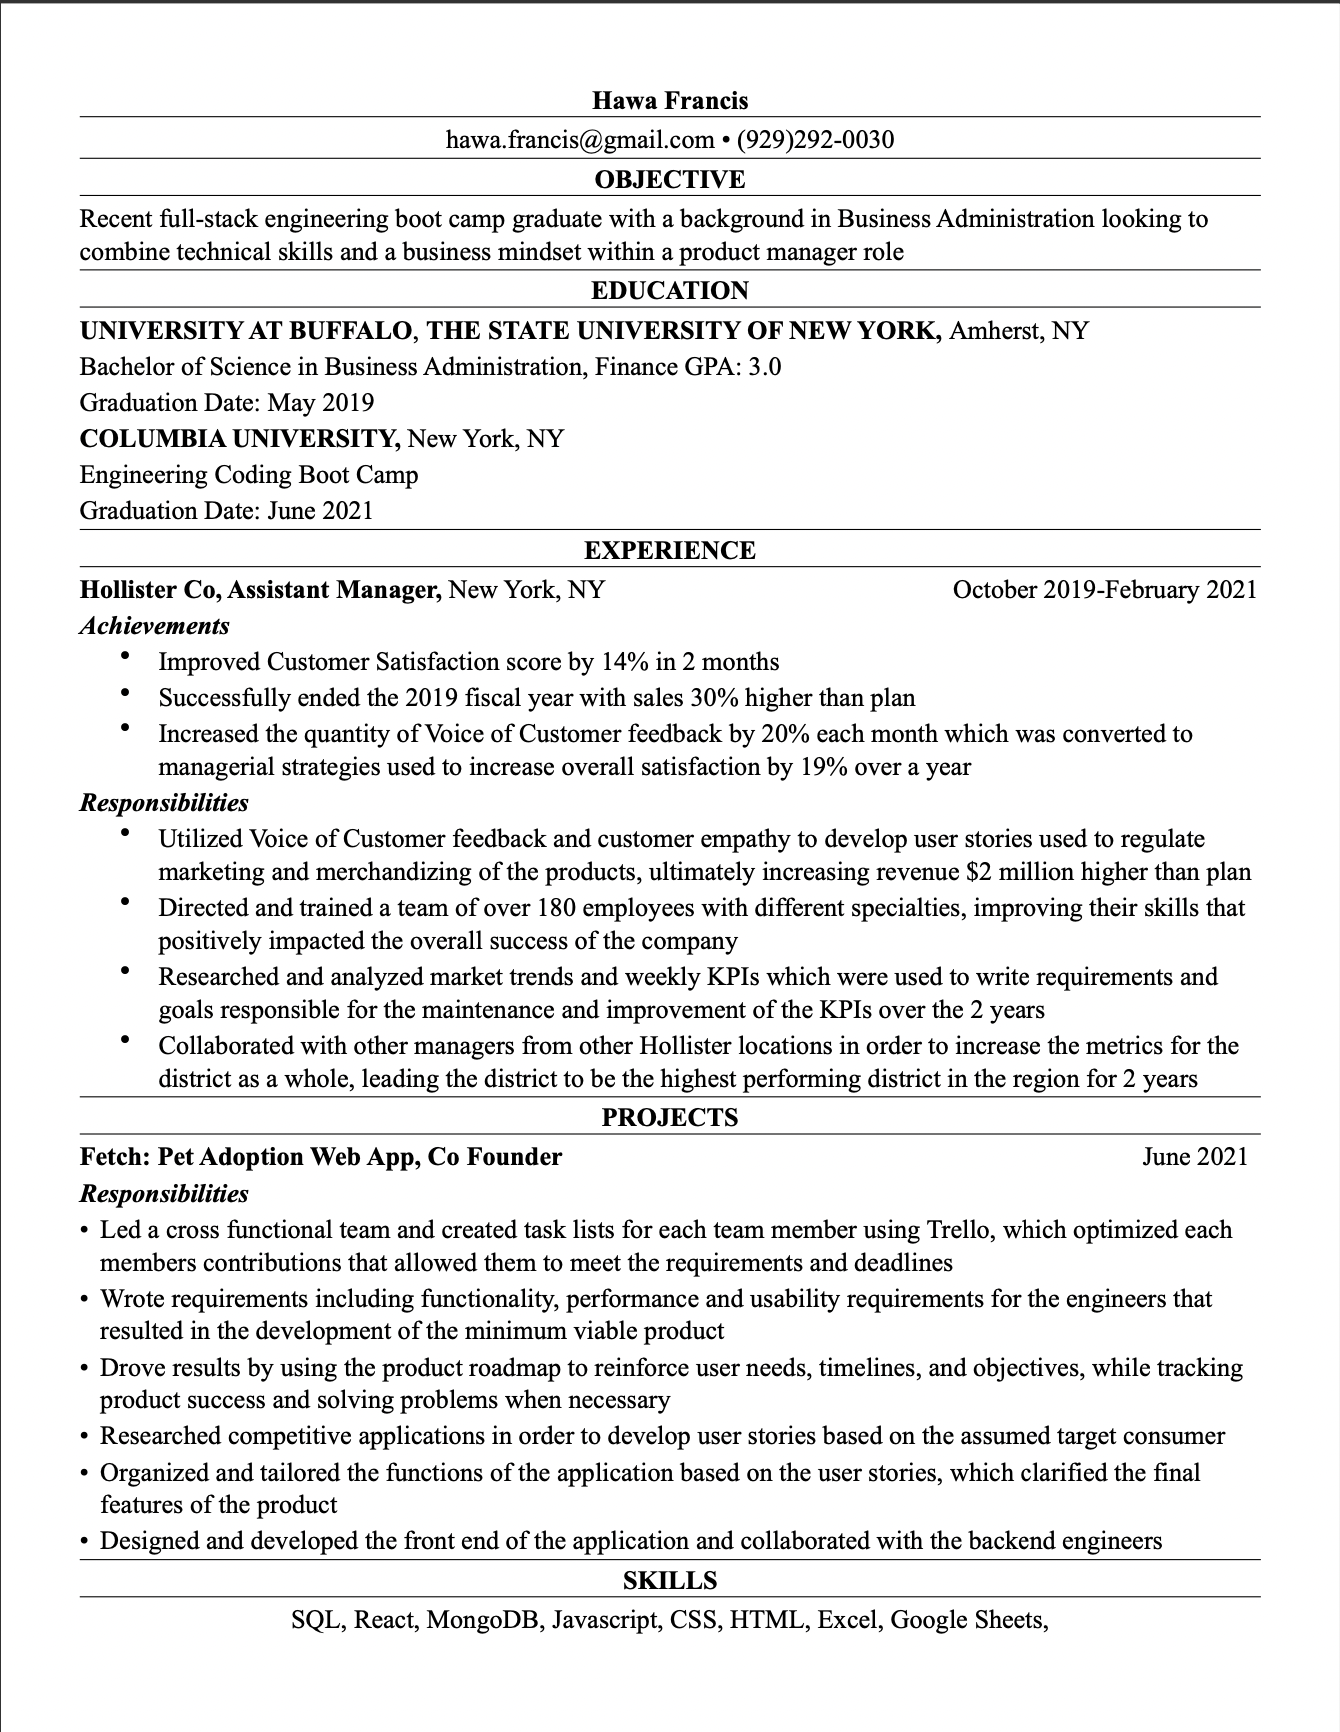 Hawa Francis
hawa.francis@gmail.com • (929)292-0030
OBJECTIVE
Recent full-stack engineering boot camp graduate with a background in Business Administration looking to
combine technical skills and a business mindset within a product manager role
EDUCATION
UNIVERSITY AT BUFFALO, THE STATE UNIVERSITY OF NEW YORK, Amherst, NY
Bachelor of Science in Business Administration, Finance GPA: 3.0
Graduation Date: May 2019
COLUMBIA UNIVERSITY, New York, NY
Engineering Coding Boot Camp
Graduation Date: June 2021
EXPERIENCE
Hollister Co, Assistant Manager, New York, NY October 2019-February 2021
Achievements
• Improved Customer Satisfaction score by 14% in 2 months
• Successfully ended the 2019 fiscal year with sales 30% higher than plan
• Increased the quantity of Voice of Customer feedback by 20% each month which was converted to
managerial strategies used to increase overall satisfaction by 19% over a year
Responsibilities
• Utilized Voice of Customer feedback and customer empathy to develop user stories used to regulate
marketing and merchandizing of the products, ultimately increasing revenue $2 million higher than plan
• Directed and trained a team of over 180 employees with different specialties, improving their skills that
positively impacted the overall success of the company
• Researched and analyzed market trends and weekly KPIs which were used to write requirements and
goals responsible for the maintenance and improvement of the KPIs over the 2 years
• Collaborated with other managers from other Hollister locations in order to increase the metrics for the
district as a whole, leading the district to be the highest performing district in the region for 2 years
PROJECTS
Fetch: Pet Adoption Web App, Co Founder June 2021
Responsibilities
• Led a cross functional team and created task lists for each team member using Trello, which optimized each
members contributions that allowed them to meet the requirements and deadlines
• Wrote requirements including functionality, performance and usability requirements for the engineers that
resulted in the development of the minimum viable product
• Drove results by using the product roadmap to reinforce user needs, timelines, and objectives, while tracking
product success and solving problems when necessary
• Researched competitive applications in order to develop user stories based on the assumed target consumer
• Organized and tailored the functions of the application based on the user stories, which clarified the final
features of the product
• Designed and developed the front end of the application and collaborated with the backend engineers
SKILLS
SQL, React, MongoDB, Javascript, CSS, HTML, Excel, Google Sheets,